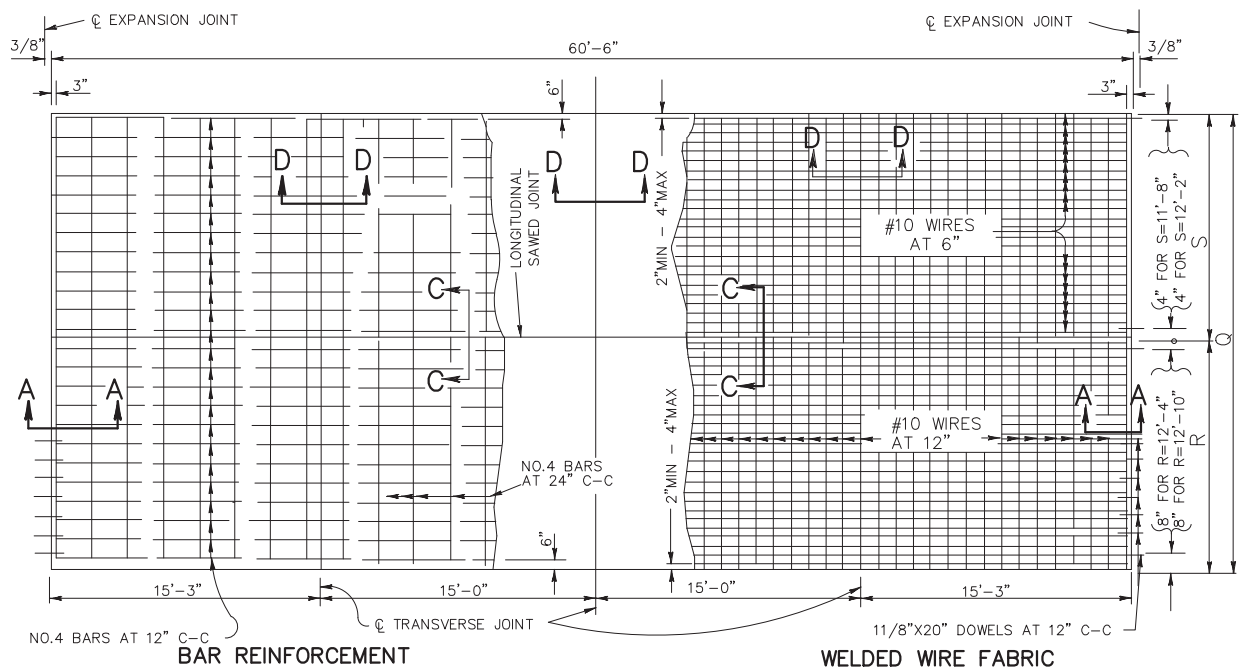 ℄ EXPANSION JOINT
℄ EXPANSION JOINT
3/8"
60'-6"
3/8"
3"
6"
3"
D D
D D
D D
LONGITUDINAL
SAWED JOINT
2"MIN - 4"MAX
#10 WIRES
AT 6"
4" FOR S=11'-8"
4" FOR S=12'-2"
S
Q
C
C
C
C
A A
A A
#10 WIRES
AT 12"
NO.4 BARS
AT 24" C-C
2"MIN - 4"MAX
8" FOR R=12'-4"
8" FOR R=12'-10"
R
6"
15'-3"
15'-0"
15'-0"
15'-3"
NO.4 BARS AT 12" C-C
℄ TRANSVERSE JOINT
11/8"X20" DOWELS AT 12" C-C
BAR REINFORCEMENT
WELDED WIRE FABRIC